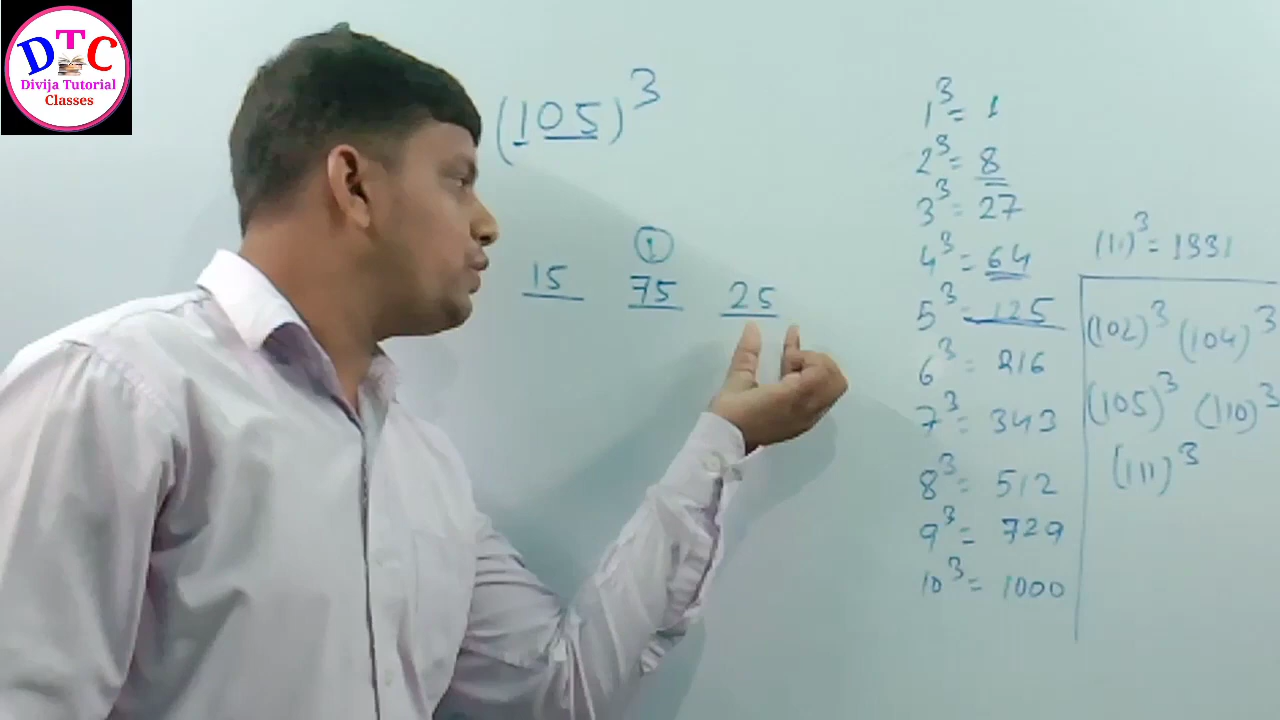 DTC
Divija Tutorial
Classes
(105)³
①
15 75 25
1³ = 1
2³ = 8
3³ = 27
4³ = 64
5³ = 125
6³ = 216
7³ = 343
8³ = 512
9³ = 729
10³ = 1000
(11)³ = 1331
(102)³ (104)³
(105)³ (110)³
(111)³